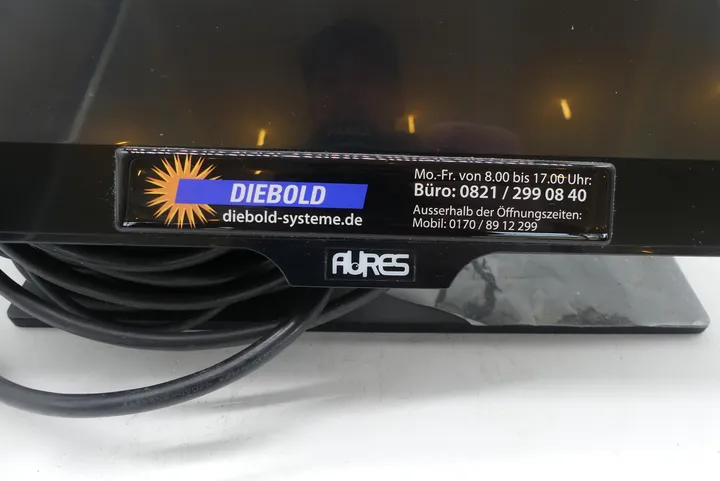 DIEBOLD
diebold-systeme.de
Mo.-Fr. von 8.00 bis 17.00 Uhr:
Büro: 0821 / 299 08 40
Ausserhalb der Öffnungszeiten:
Mobil: 0170 / 89 12 299
AURES